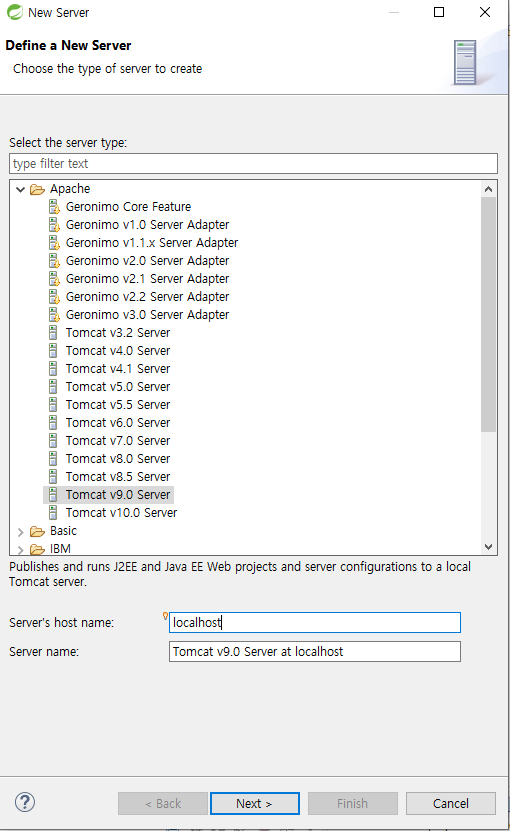 New Server
Define a New Server
Choose the type of server to create
Select the server type:
type filter text
Apache
Geronimo Core Feature
Geronimo v1.0 Server Adapter
Geronimo v1.1.x Server Adapter
Geronimo v2.0 Server Adapter
Geronimo v2.1 Server Adapter
Geronimo v2.2 Server Adapter
Geronimo v3.0 Server Adapter
Tomcat v3.2 Server
Tomcat v4.0 Server
Tomcat v4.1 Server
Tomcat v5.0 Server
Tomcat v5.5 Server
Tomcat v6.0 Server
Tomcat v7.0 Server
Tomcat v8.0 Server
Tomcat v8.5 Server
Tomcat v9.0 Server
Tomcat v10.0 Server
Basic
IBM
Publishes and runs J2EE and Java EE Web projects and server configurations to a local
Tomcat server.
Server's host name: localhost
Server name: Tomcat v9.0 Server at localhost
? < Back Next > Finish Cancel